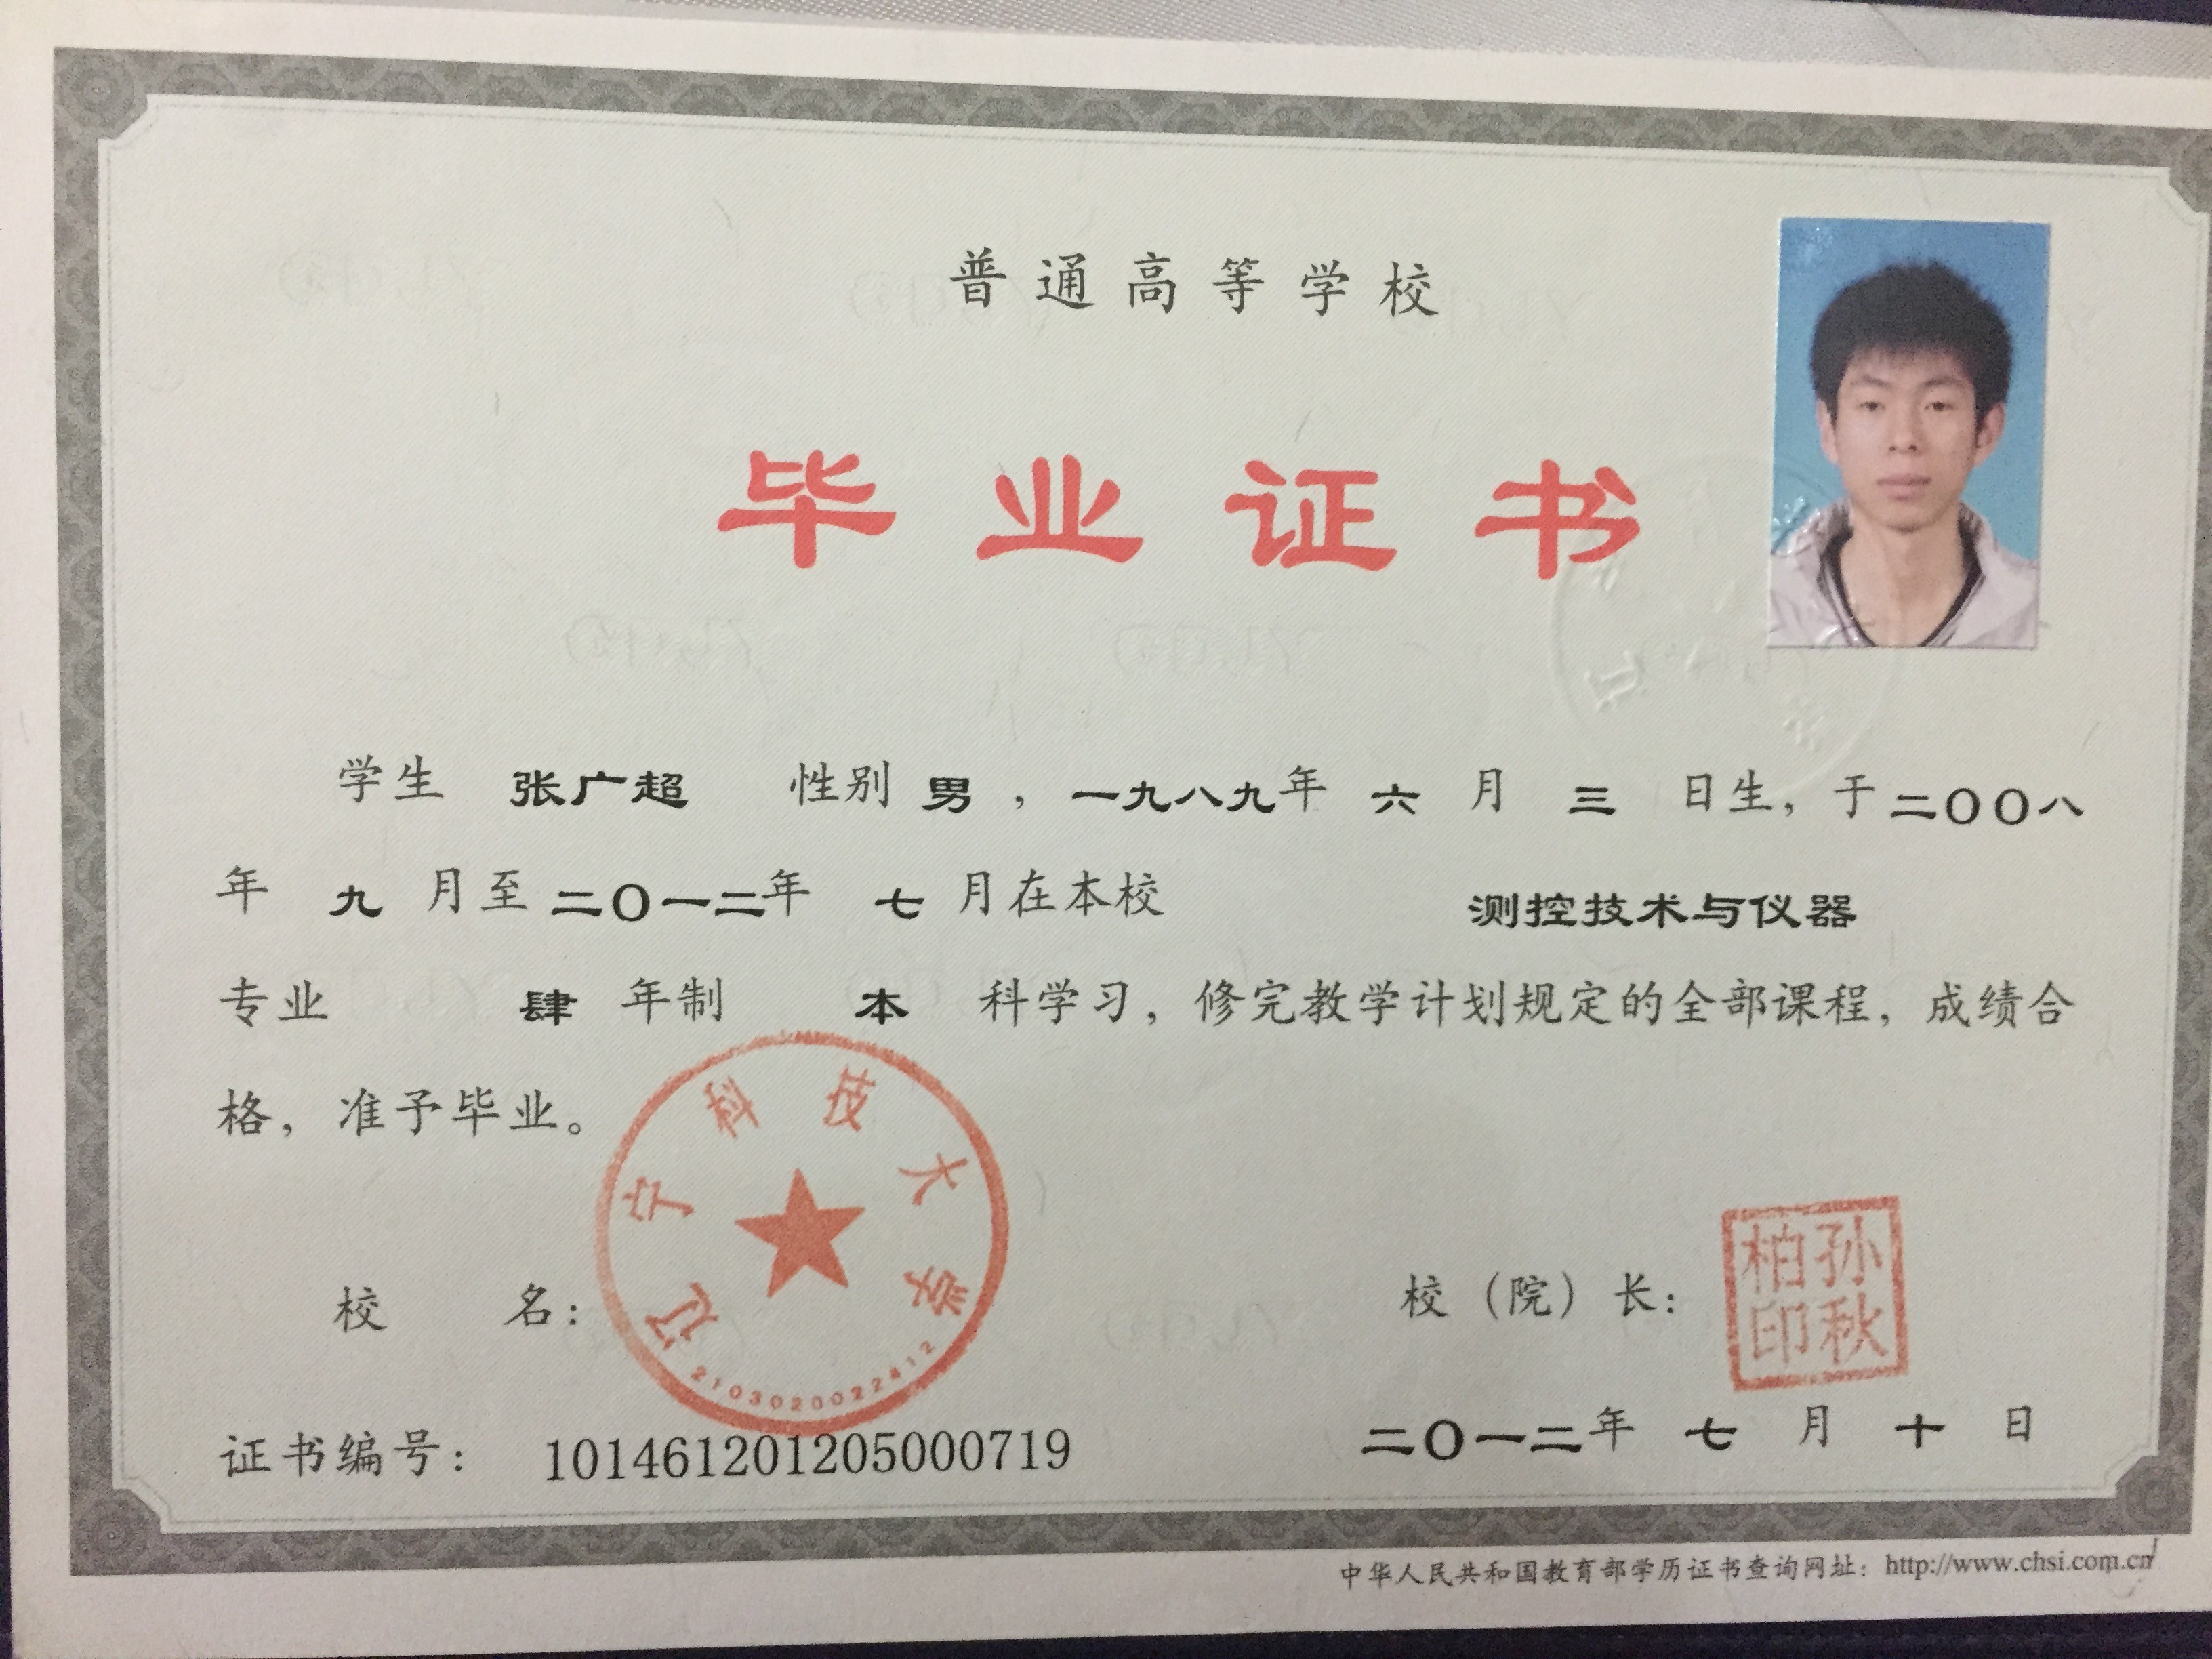 普通高等学校
毕业证书
学生 张广超 性别 男 ，一九八九年 六 月 三 日生，于二〇〇八
年 九 月至二〇一二年 七 月在本校 测控技术与仪器
专业 肆 年制 本 科学习，修完教学计划规定的全部课程，成绩合
格，准予毕业。
辽宁科技大学
2103020022412
校 名：
校（院）长：
孙秋柏印
证书编号： 101461201205000719
二〇一二年 七 月 十 日
中华人民共和国教育部学历证书查询网址：http://www.chsi.com.cn